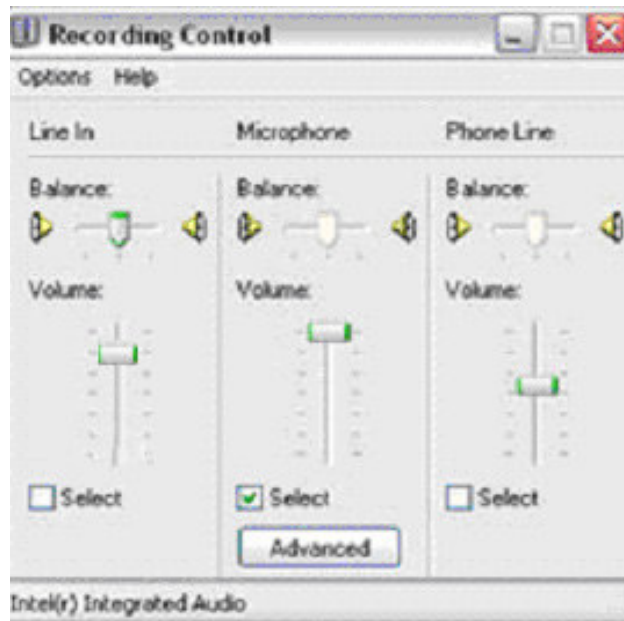 Recording Control
Options Help
Line In
Microphone
Phone Line
Balance:
Balance:
Balance:
Volume:
Volume:
Volume:
Select
Select
Select
Advanced
Intel(r) Integrated Audio